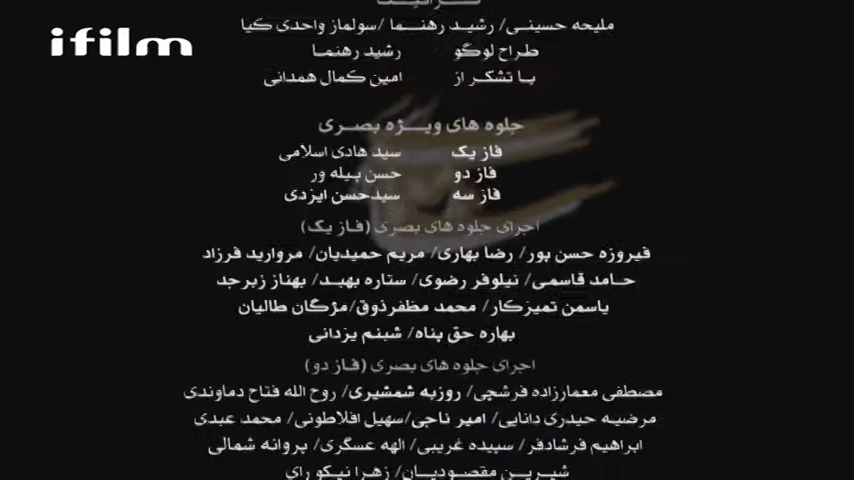 گرافیک
ifilm
ملیحه حسینی/ رشید رهنما /سولماز واحدی کیا
طراح لوگو رشید رهنما
با تشکر از امین کمال همدانی
جلوه های ویژه بصری
فاز یک سید هادی اسلامی
فاز دو حسن بیله ور
فاز سه سیدحسن ایزدی
اجرای جلوه های بصری (فاز یک)
فیروزه حسن پور/ رضا بهاری/ مریم حمیدیان/ مروارید فرزاد
حامد قاسمی/ نیلوفر رضوی/ ستاره بهبد/ بهناز زبرجد
یاسمن تمیزکار/ محمد مظفرذوق/مژگان طالبان
بهاره حق پناه/ شبنم یزدانی
اجرای جلوه های بصری (فاز دو)
مصطفی معمارزاده فرشچی/ روزبه شمشیری/ روح الله فتاح دماوندی
مرضیه حیدری دانایی/ امیر ناجی/سهیل افلاطونی/ محمد عبدی
ابراهیم فرشادفر/ سپیده غریبی/ الهه عسگری/ پروانه شمالی
شیرین مقصودیان/ زهرا نیکو رای